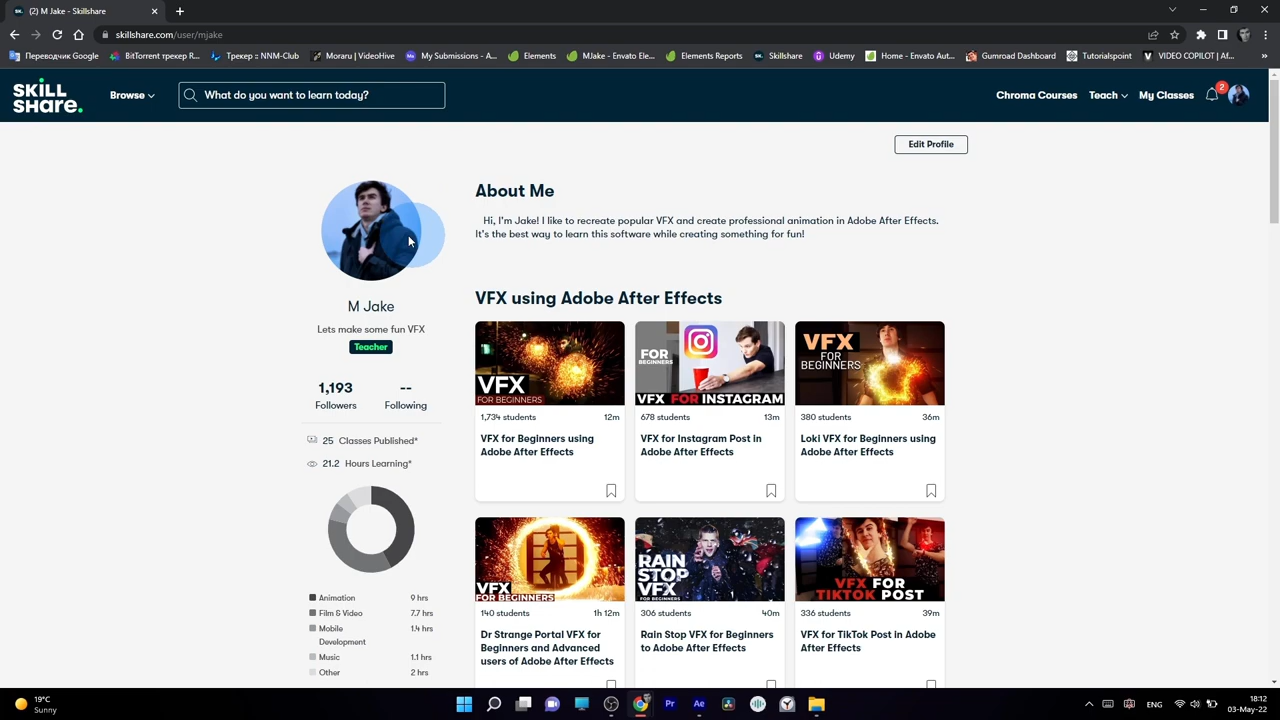 (2) M Jake - Skillshare
skillshare.com/user/mjake
Переводчик Google
BitTorrent трекер R...
Трекер :: NNM-Club
Moraru | VideoHive
My Submissions - A...
Elements
MJake - Envato Ele...
Elements Reports
Skillshare
Udemy
Home - Envato Aut...
Gumroad Dashboard
Tutorialspoint
VIDEO COPILOT | Af...
SKILL SHARE.
Browse
What do you want to learn today?
Chroma Courses
Teach
My Classes
2
Edit Profile
About Me
Hi, I'm Jake! I like to recreate popular VFX and create professional animation in Adobe After Effects.
It's the best way to learn this software while creating something for fun!
M Jake
Lets make some fun VFX
Teacher
1,193
--
Followers
Following
25 Classes Published*
21.2 Hours Learning*
Animation 9 hrs
Film & Video 7.7 hrs
Mobile 1.4 hrs
Development
Music 1.1 hrs
Other 2 hrs
VFX using Adobe After Effects
VFX
FOR BEGINNERS
1,734 students 12m
VFX for Beginners using
Adobe After Effects
FOR
BEGINNERS
VFX FOR INSTAGRAM
678 students 13m
VFX for Instagram Post in
Adobe After Effects
VFX
FOR
BEGINNERS
380 students 36m
Loki VFX for Beginners using
Adobe After Effects
VFX
FOR BEGINNERS
140 students 1h 12m
Dr Strange Portal VFX for
Beginners and Advanced
users of Adobe After Effects
RAIN
STOP
VFX
FOR BEGINNERS
306 students 40m
Rain Stop VFX for Beginners
to Adobe After Effects
VFX FOR
TIKTOK POST
336 students 39m
VFX for TikTok Post in Adobe
After Effects
19°C
Sunny
Pr
Ae
ENG
18:12
03-May-22